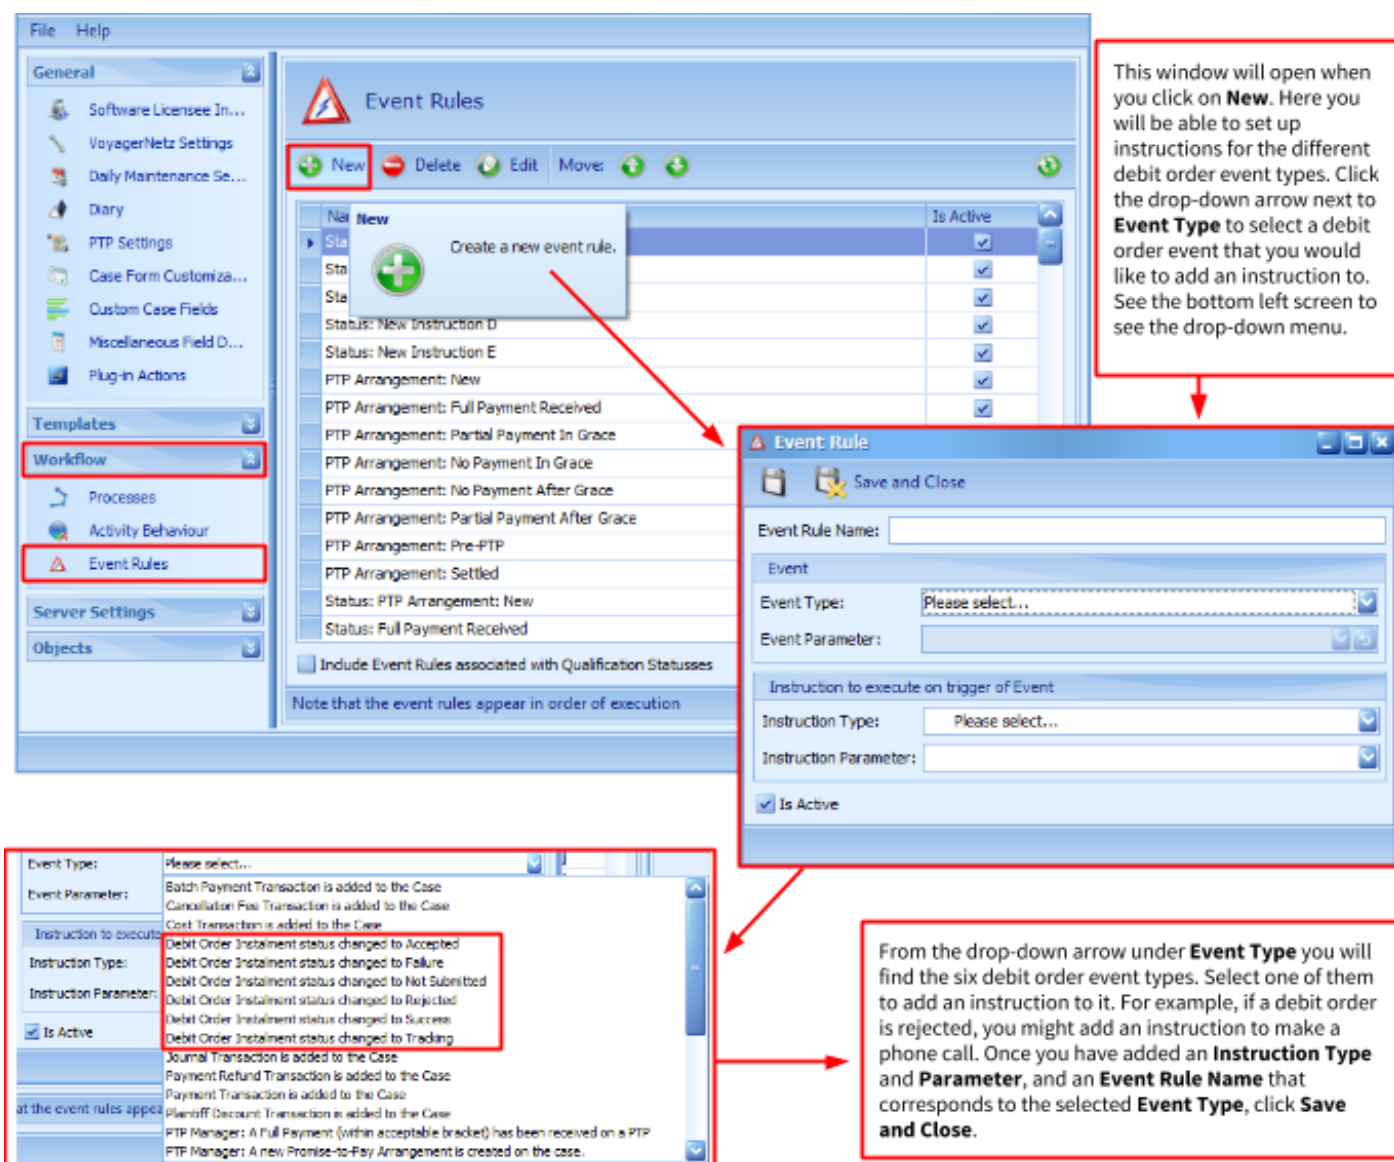 File Help
General
Software Licensee In...
VoyagerNetz Settings
Daily Maintenance Se...
Diary
PTP Settings
Case Form Customiza...
Custom Case Fields
Miscellaneous Field D...
Plug-in Actions
Templates
Workflow
Processes
Activity Behaviour
Event Rules
Server Settings
Objects
Event Rules
New Delete Edit Move:
Is Active
New
Create a new event rule.
Sta
Sta
Sta
Status: New Instruction D
Status: New Instruction E
PTP Arrangement: New
PTP Arrangement: Full Payment Received
PTP Arrangement: Partial Payment In Grace
PTP Arrangement: No Payment In Grace
PTP Arrangement: No Payment After Grace
PTP Arrangement: Partial Payment After Grace
PTP Arrangement: Pre-PTP
PTP Arrangement: Settled
Status: PTP Arrangement: New
Status: Full Payment Received
Include Event Rules associated with Qualification Statusses
Note that the event rules appear in order of execution
This window will open when
you click on New. Here you
will be able to set up
instructions for the different
debit order event types. Click
the drop-down arrow next to
Event Type to select a debit
order event that you would
like to add an instruction to.
See the bottom left screen to
see the drop-down menu.
Event Rule
Save and Close
Event Rule Name:
Event
Event Type: Please select...
Event Parameter:
Instruction to execute on trigger of Event
Instruction Type: Please select...
Instruction Parameter:
Is Active
Event Type: Please select...
Event Parameter:
Instruction to execute
Instruction Type:
Instruction Parameter:
Is Active
at the event rules appea
Batch Payment Transaction is added to the Case
Cancellation Fee Transaction is added to the Case
Cost Transaction is added to the Case
Debit Order Instalment status changed to Accepted
Debit Order Instalment status changed to Failure
Debit Order Instalment status changed to Not Submitted
Debit Order Instalment status changed to Rejected
Debit Order Instalment status changed to Success
Debit Order Instalment status changed to Tracking
Journal Transaction is added to the Case
Payment Refund Transaction is added to the Case
Payment Transaction is added to the Case
Plaintiff Discount Transaction is added to the Case
PTP Manager: A Full Payment (within acceptable bracket) has been received on a PTP
PTP Manager: A new Promise-to-Pay Arrangement is created on the case.
From the drop-down arrow under Event Type you will
find the six debit order event types. Select one of them
to add an instruction to it. For example, if a debit order
is rejected, you might add an instruction to make a
phone call. Once you have added an Instruction Type
and Parameter, and an Event Rule Name that
corresponds to the selected Event Type, click Save
and Close.